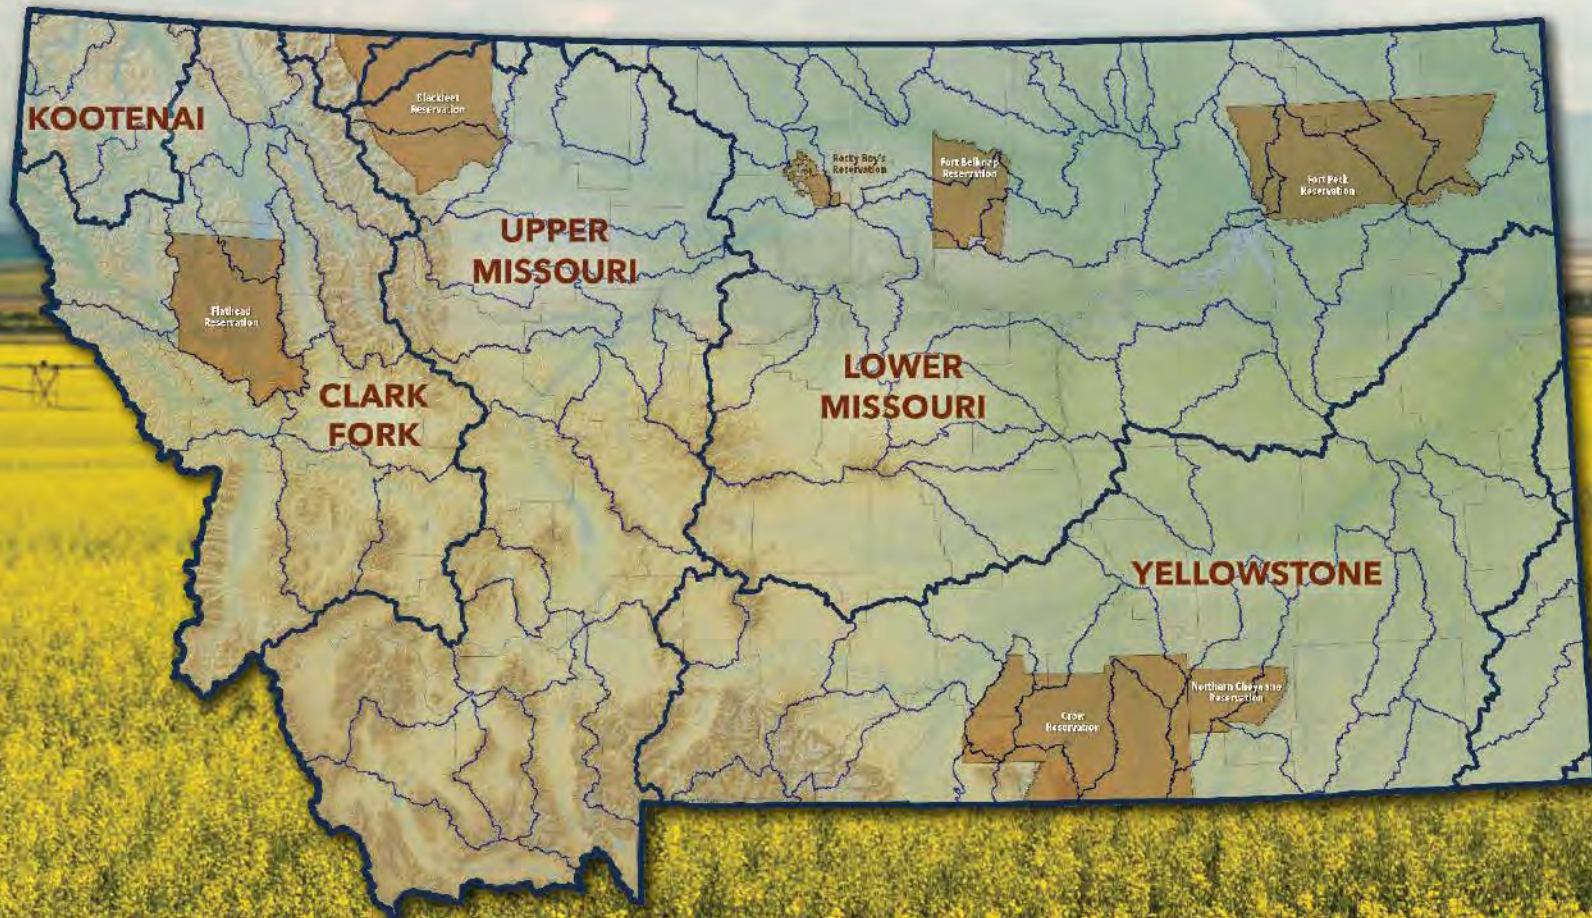 KOOTENAI
Blackfeet
Reservation
Rocky Boy's
Reservation
Fort Belknap
Reservation
Fort Peck
Reservation
UPPER
MISSOURI
Flathead
Reservation
CLARK
FORK
LOWER
MISSOURI
YELLOWSTONE
Northern Cheyenne
Reservation
Crow
Reservation